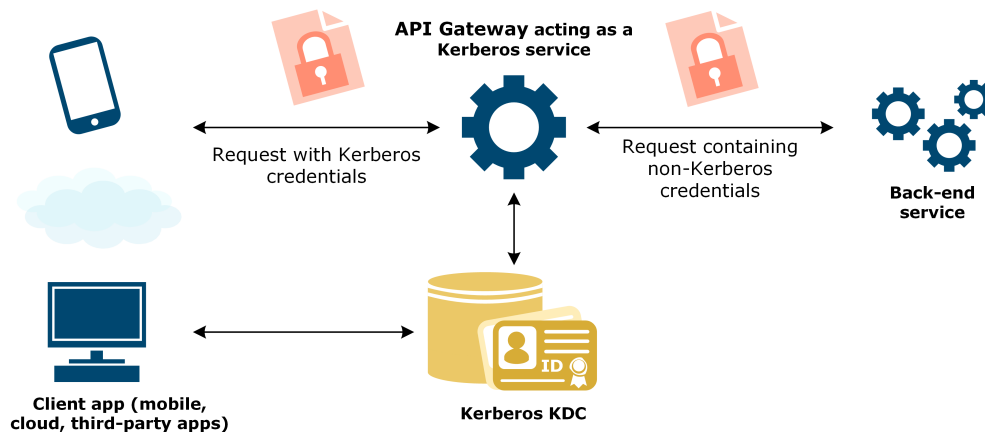 API Gateway acting as a
Kerberos service
Request with Kerberos
credentials
Request containing
non-Kerberos
credentials
Back-end
service
ID
Client app (mobile,
cloud, third-party apps)
Kerberos KDC